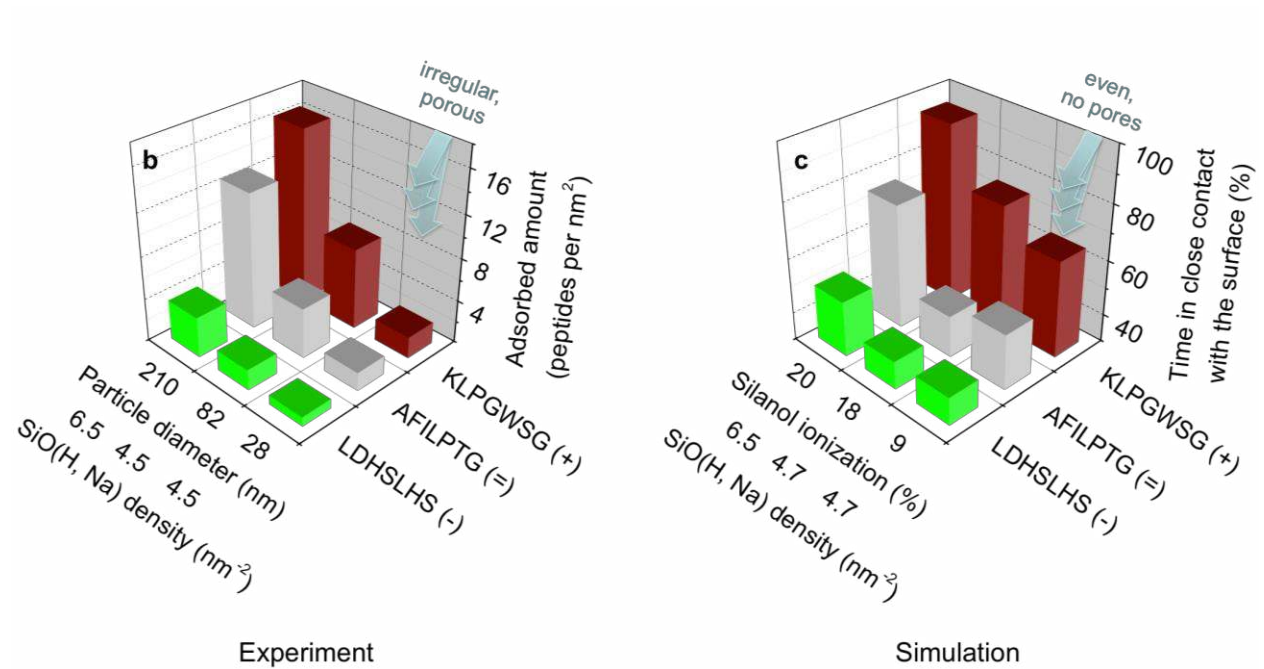 irregular,
porous
b
16
12
8
4
Adsorbed amount
(peptides per nm²)
KLPGWSG (+)
AFILPTG (=)
LDHSLHS (-)
210 82 28
Particle diameter (nm)
6.5 4.5 4.5
SiO(H, Na) density (nm⁻²)
Experiment
even,
no pores
c
100
80
60
40
Time in close contact
with the surface (%)
KLPGWSG (+)
AFILPTG (=)
LDHSLHS (-)
20 18 9
Silanol ionization (%)
6.5 4.7 4.7
SiO(H, Na) density (nm⁻²)
Simulation